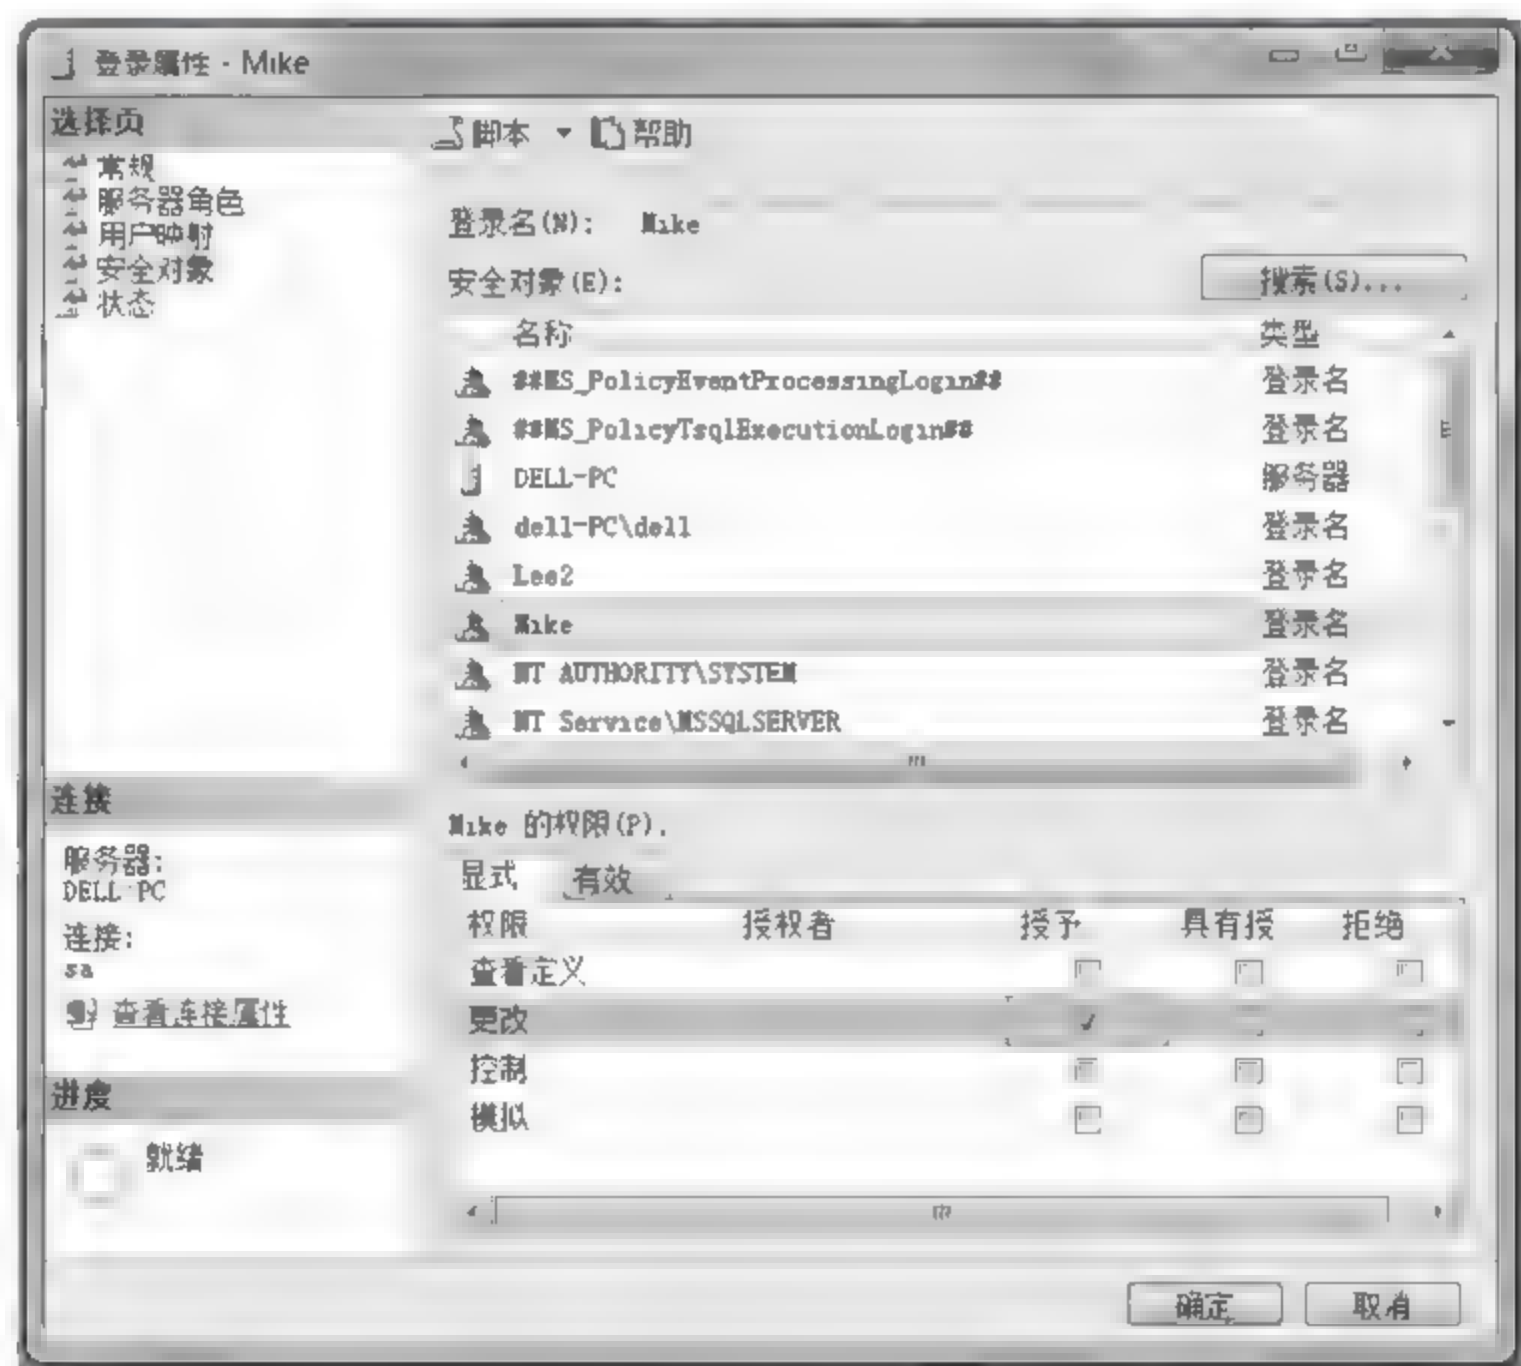 登录属性 - Mike
选择页
常规
服务器角色
用户映射
安全对象
状态
脚本 帮助
登录名(N): Mike
安全对象(E):
搜索(S)...
名称 类型
##MS_PolicyEventProcessingLogin## 登录名
##MS_PolicyTsqlExecutionLogin## 登录名
DELL-PC 服务器
dell-PC\dell 登录名
Lee2 登录名
Mike 登录名
NT AUTHORITY\SYSTEM 登录名
NT Service\MSSQLSERVER 登录名
连接
服务器:
DELL-PC
连接:
sa
查看连接属性
进度
就绪
Mike 的权限(P).
显式 有效
权限 授权者 授予 具有授 拒绝
查看定义
更改
控制
模拟
确定 取消